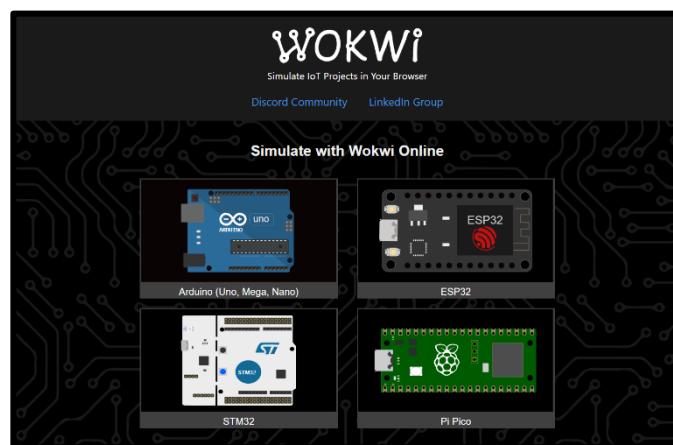 WOKWi
Simulate IoT Projects in Your Browser
Discord Community LinkedIn Group
Simulate with Wokwi Online
UNO
ARDUINO
Arduino (Uno, Mega, Nano)
ESP32
ESP32
ST
STM32
STM32
Pi Pico